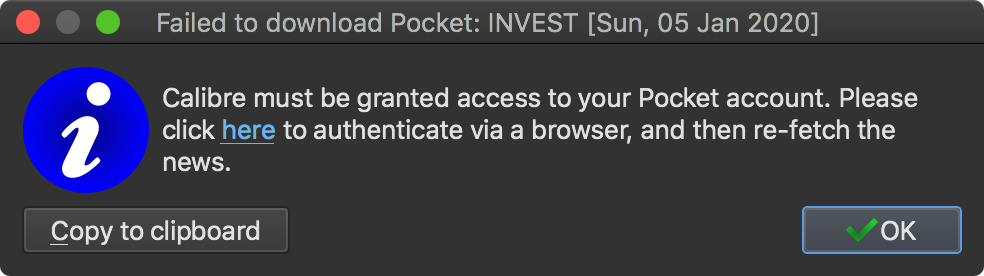 Failed to download Pocket: INVEST [Sun, 05 Jan 2020]
Calibre must be granted access to your Pocket account. Please
click here to authenticate via a browser, and then re-fetch the
news.
Copy to clipboard
OK